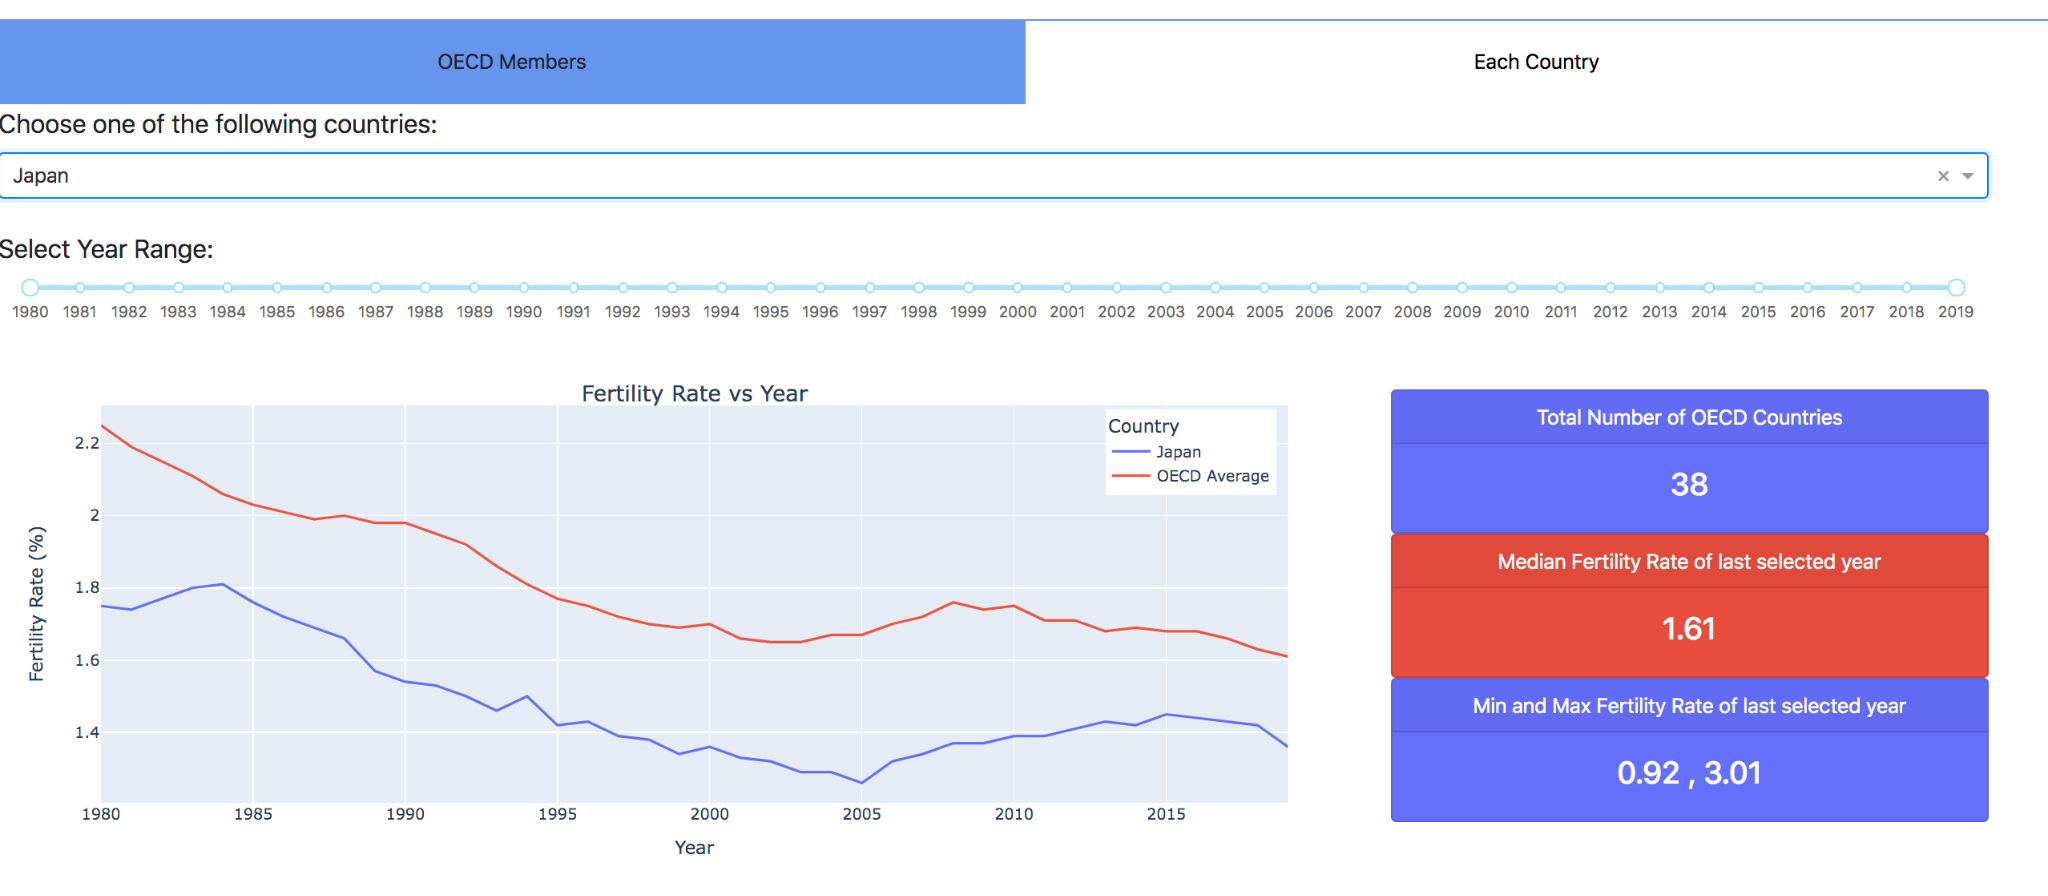 OECD Members
Each Country
Choose one of the following countries:
Japan
Select Year Range:
1980 1981 1982 1983 1984 1985 1986 1987 1988 1989 1990 1991 1992 1993 1994 1995 1996 1997 1998 1999 2000 2001 2002 2003 2004 2005 2006 2007 2008 2009 2010 2011 2012 2013 2014 2015 2016 2017 2018 2019
Fertility Rate vs Year
Country
Japan
OECD Average
Fertility Rate (%)
2.2
2
1.8
1.6
1.4
1980 1985 1990 1995 2000 2005 2010 2015
Year
Total Number of OECD Countries
38
Median Fertility Rate of last selected year
1.61
Min and Max Fertility Rate of last selected year
0.92 , 3.01